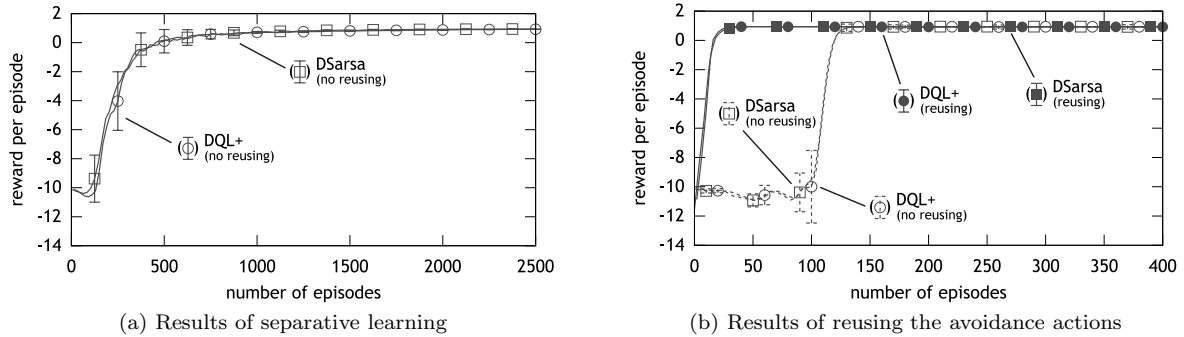 2
0
-2
-4
-6
-8
-10
-12
-14
reward per episode
0
500
1000
1500
2000
2500
number of episodes
( ) DSarsa
(no reusing)
( ) DQL+
(no reusing)
(a) Results of separative learning
2
0
-2
-4
-6
-8
-10
-12
-14
reward per episode
0
50
100
150
200
250
300
350
400
number of episodes
( ) DSarsa
(no reusing)
( ) DQL+
(reusing)
( ) DSarsa
(reusing)
( ) DQL+
(no reusing)
(b) Results of reusing the avoidance actions